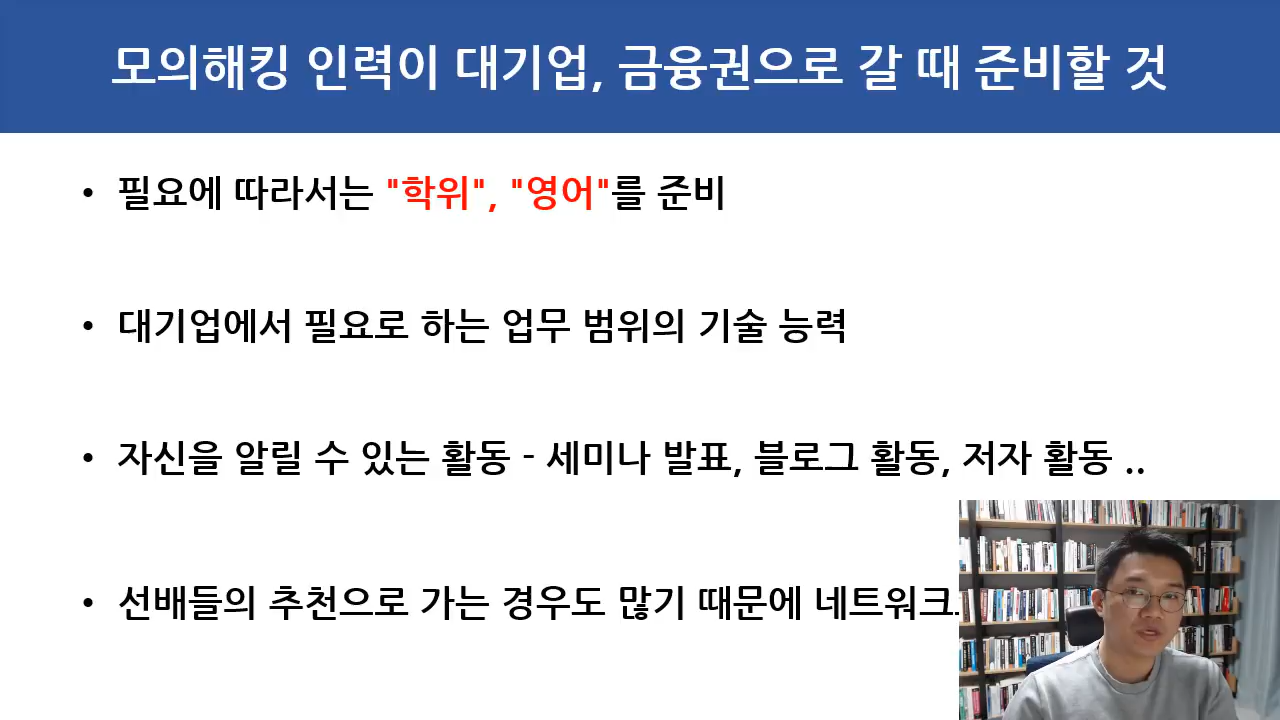 모의해킹 인력이 대기업, 금융권으로 갈 때 준비할 것
• 필요에 따라서는 "학위", "영어"를 준비
• 대기업에서 필요로 하는 업무 범위의 기술 능력
• 자신을 알릴 수 있는 활동 - 세미나 발표, 블로그 활동, 저자 활동 ..
• 선배들의 추천으로 가는 경우도 많기 때문에 네트워크